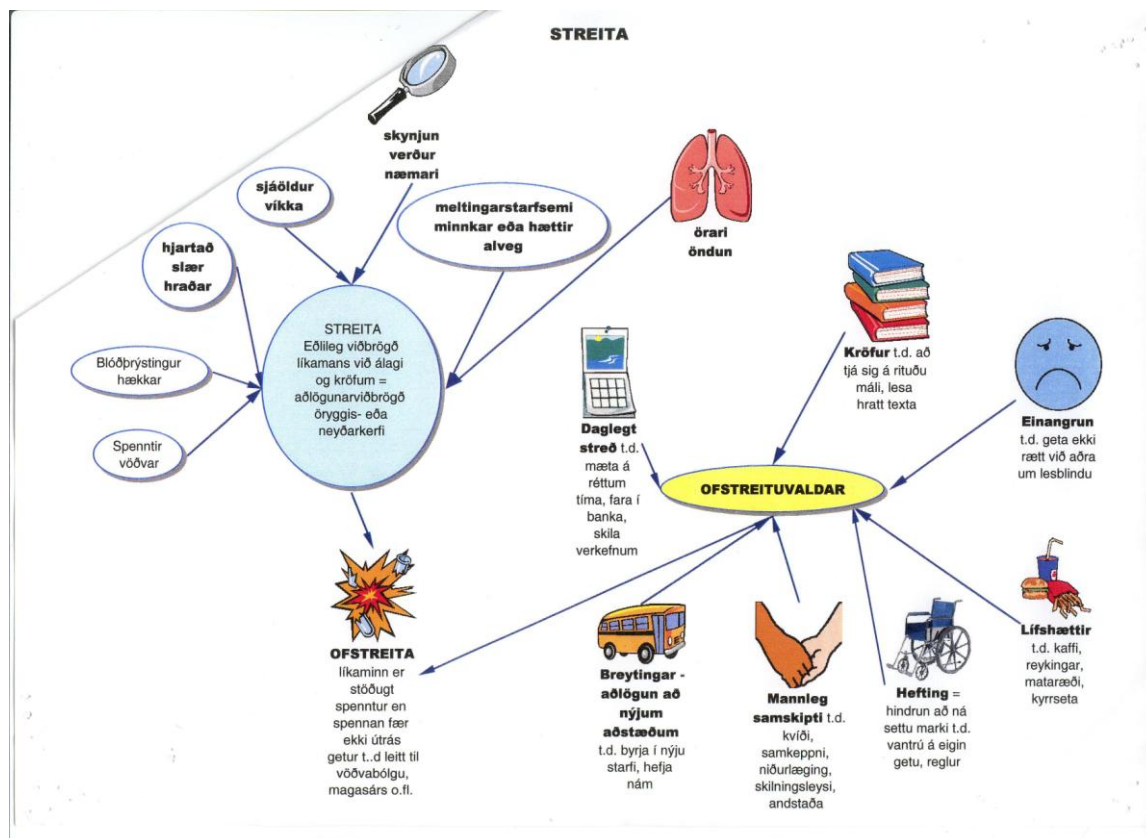 STREITA
skynjun
verður
næmari
sjáöldur
víkka
meltingarstarfsemi
minnkar eða hættir
alveg
örari
öndun
hjartað
slær
hraðar
Blóðþrýstingur
hækkar
Spenntir
vöðvar
STREITA
Eðlileg viðbrögð
líkamans við álagi
og kröfum =
aðlögunarviðbrögð
öryggis- eða
neyðarkerfi
OFSTREITA
líkaminn er
stöðugt
spenntur en
spennan fær
ekki útrás
getur t..d leitt til
vöðvabólgu,
magasárs o.fl.
Daglegt
streð t.d.
mæta á
réttum
tíma, fara í
banka,
skila
verkefnum
Kröfur t.d. að
tjá sig á rituðu
máli, lesa
hratt texta
Einangrun
t.d. geta ekki
rætt við aðra
um lesblindu
OFSTREITUVALDAR
Breytingar -
aðlögun að
nýjum
aðstæðum
t.d. byrja í nýju
starfi, hefja
nám
Mannleg
samskipti t.d.
kvíði,
samkeppni,
niðurlæging,
skilningsleysi,
andstaða
Hefting =
hindrun að ná
settu marki t.d.
vantrú á eigin
getu, reglur
Lífshættir
t.d. kaffi,
reykingar,
mataræði,
kyrrseta